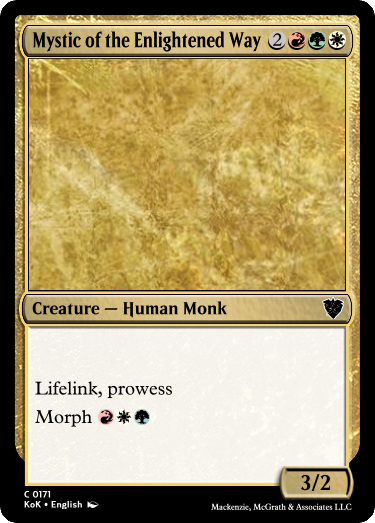 Mystic of the Enlightened Way 2
Creature — Human Monk
Lifelink, prowess
Morph
3/2
C 0171
KoK • English
Mackenzie, McGrath & Associates LLC